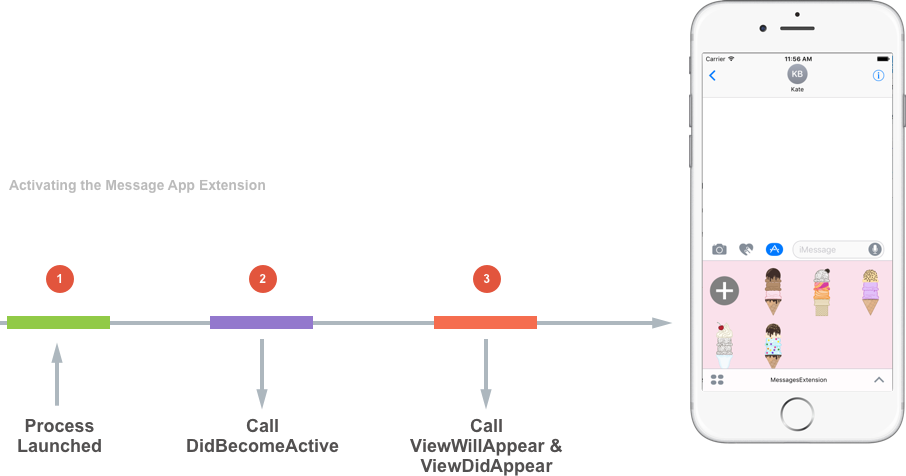 Activating the Message App Extension
1
2
3
Process
Launched
Call
DidBecomeActive
Call
ViewWillAppear &
ViewDidAppear
Carrier
11:56 AM
KB
Kate
iMessage
MessagesExtension